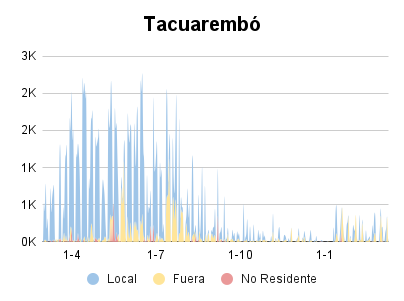 Tacuarembó
3K
2K
2K
1K
1K
0K
1-4 1-7 1-10 1-1
Local Fuera No Residente